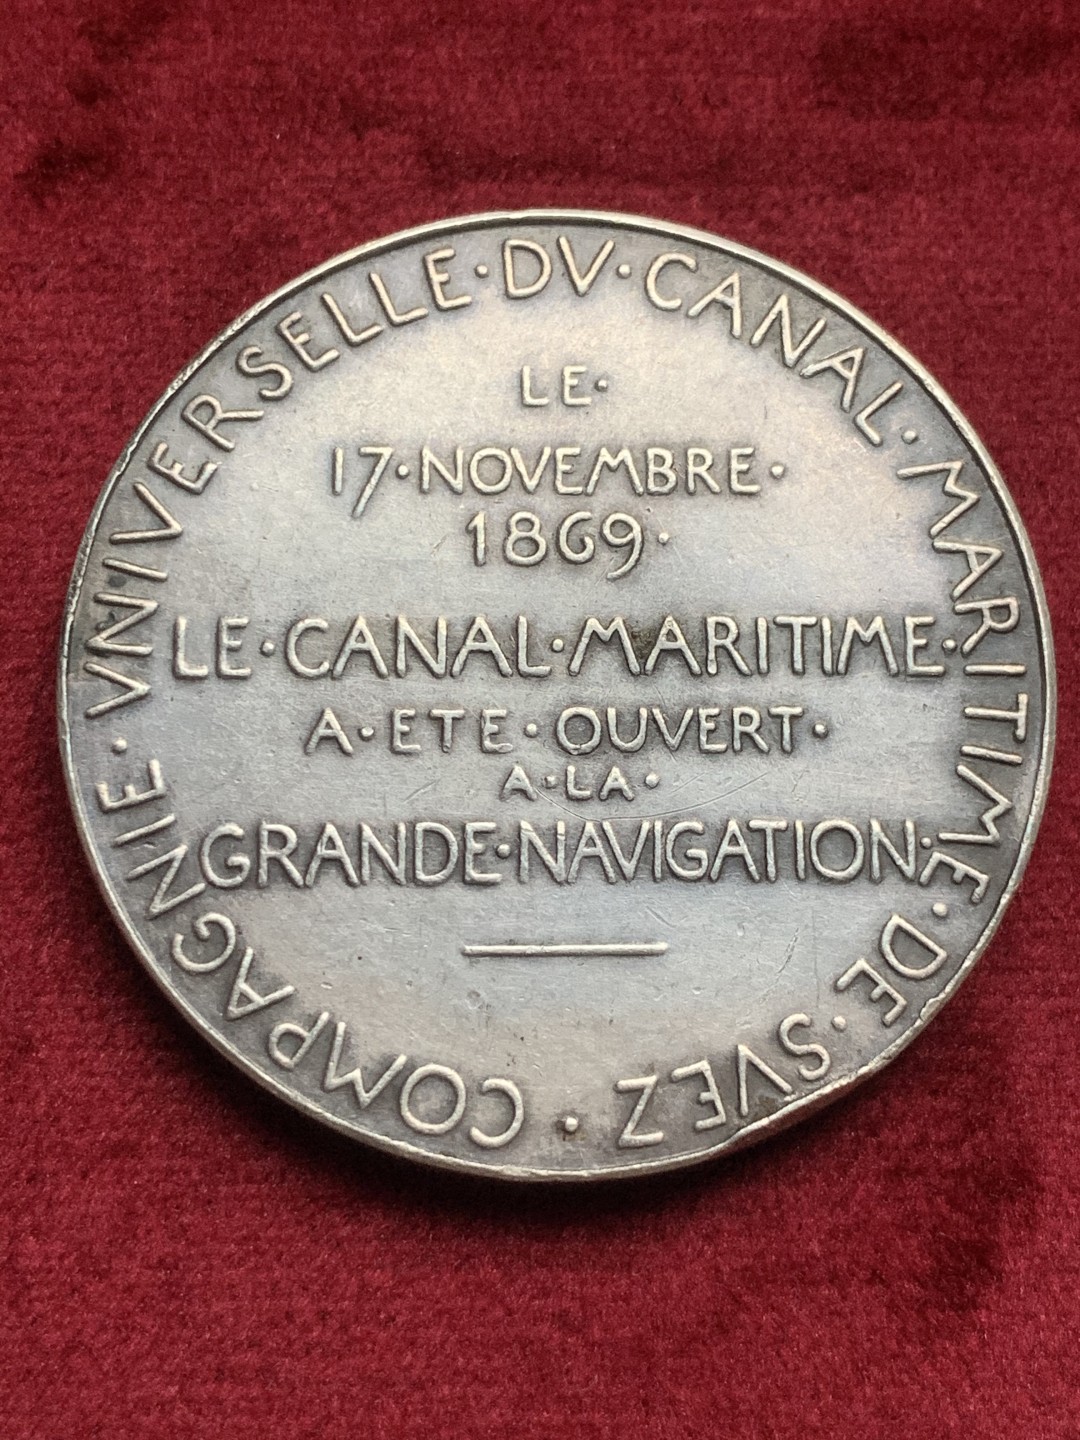 COMPAGNIE · VNIVERSELLE · DV · CANAL · MARITIME · DE · SVEZ ·
LE ·
17 · NOVEMBRE ·
1869 ·
LE · CANAL · MARITIME ·
A · ETE · OUVERT ·
A · LA ·
GRANDE · NAVIGATION ·